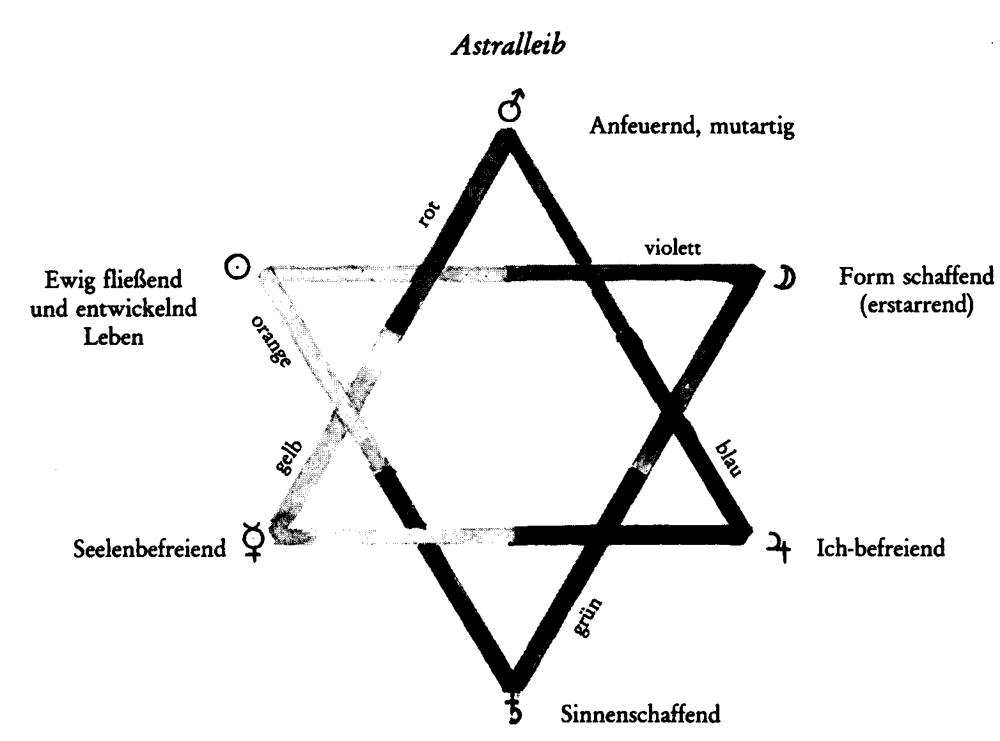 Astralleib
♂
Anfeuernd, mutartig
rot
violett
☉
Ewig fließend
und entwickelnd
Leben
☽
Form schaffend
(erstarrend)
orange
gelb
blau
Seelenbefreiend
☿
♃
Ich-befreiend
grün
♄
Sinnenschaffend